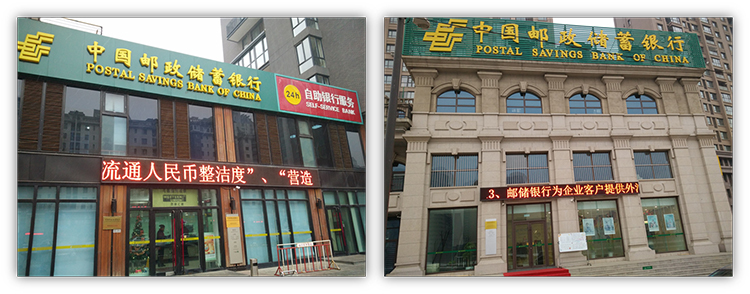 中国邮政储蓄银行
POSTAL SAVINGS BANK OF CHINA
24h
自助银行服务
SELF-SERVICE BANK
流通人民币整洁度”、“营造
中国邮政储蓄银行
POSTAL SAVINGS BANK OF CHINA
3、邮储银行为企业客户提供外汇